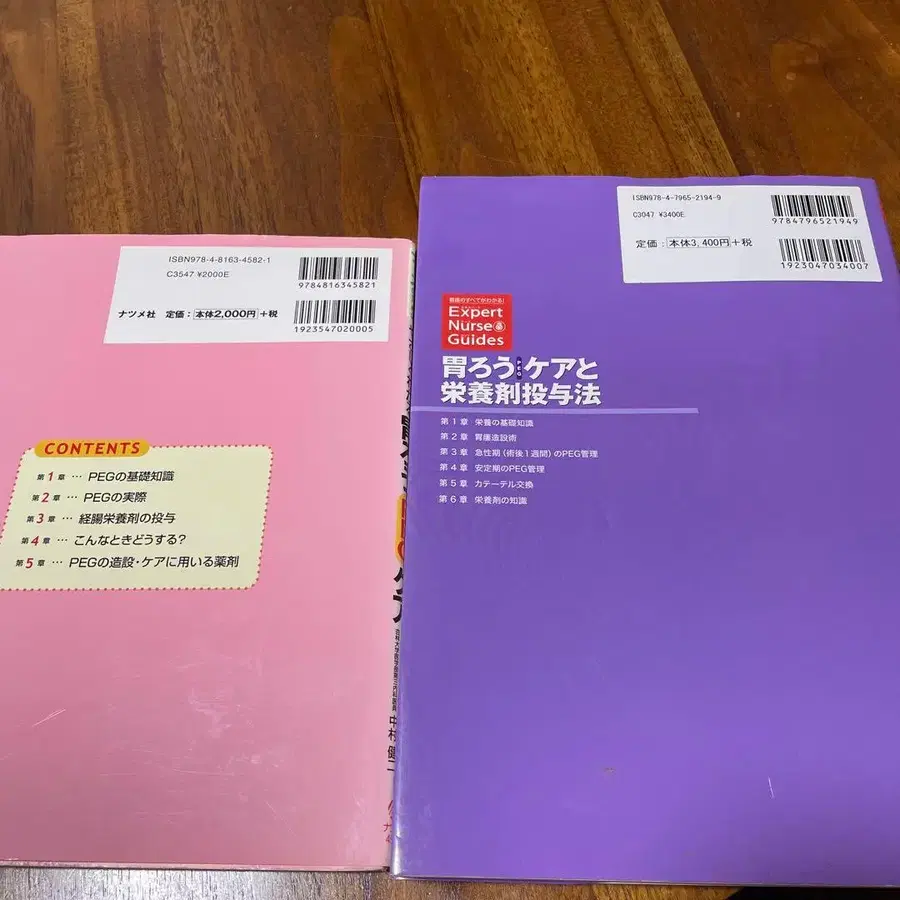 ISBN978-4-8163-4582-1
C3547 ¥2000E
9784816345821
ナツメ社 定価：本体2,000円+税
1923547020005
CONTENTS
第1章 … PEGの基礎知識
第2章 … PEGの実際
第3章 … 経腸栄養剤の投与
第4章 … こんなときどうする？
第5章 … PEGの造設・ケアに用いる薬剤
中村 健二
ISBN978-4-7965-2194-9
C3047 ¥3400E
9784796521949
定価：本体3,400円+税
1923047034007
Expert
Nurse
Guides
胃ろう PEG ケアと
栄養剤投与法
第1章 栄養の基礎知識
第2章 胃瘻造設術
第3章 急性期（術後1週間）のPEG管理
第4章 安定期のPEG管理
第5章 カテーテル交換
第6章 栄養剤の知識